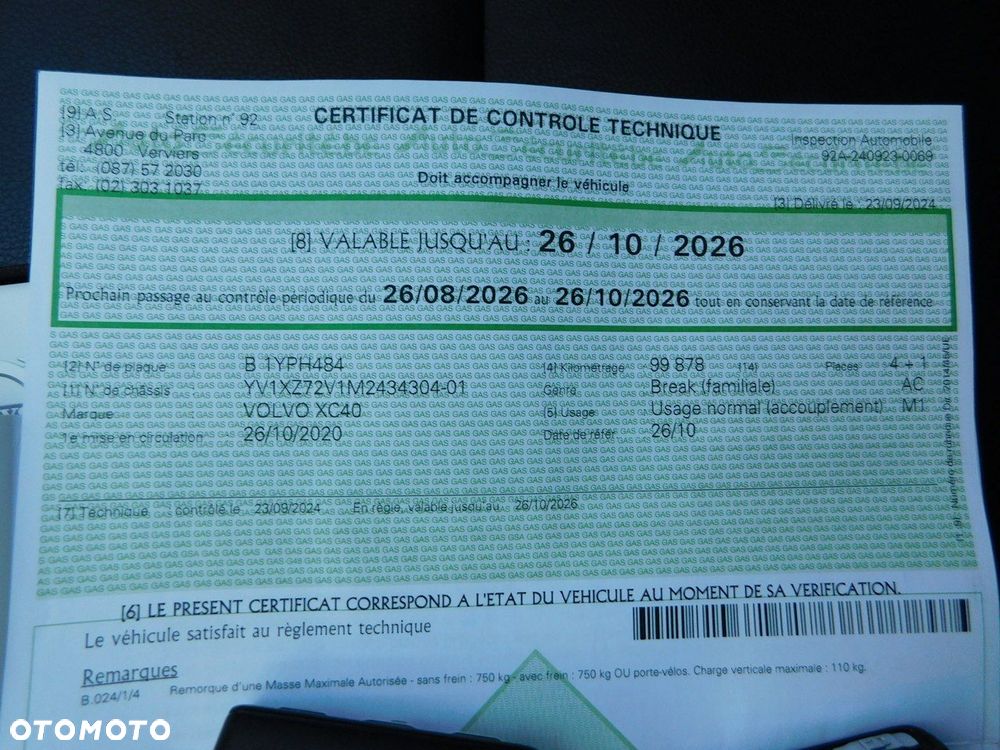 CERTIFICAT DE CONTROLE TECHNIQUE
[9] A.S. Station n° 92
[3] Avenue du Parc
4800 Verviers
tél. (087) 57 2030
fax. (02) 303 1037
Inspection Automobile
92A-240923-0069
Doit accompagner le véhicule
[3] Délivré le : 23/09/2024
[8] VALABLE JUSQU'AU : 26 / 10 / 2026
Prochain passage au contrôle périodique du 26/08/2026 au 26/10/2026 tout en conservant la date de référence
[2] N° de plaque B 1YPH484 [4] Kilométrage 99 878 [14] Places 4 + 1
[1] N° de châssis YV1XZ72V1M2434304-01 Genre Break (familiale) AC
Marque VOLVO XC40 [5] Usage Usage normal (accouplement) M1
1e mise en circulation 26/10/2020 Date de réfer 26/10
[7] Technique : contrôlé le 23/09/2024 En règle, valable jusqu'au 26/10/2026
[6] LE PRESENT CERTIFICAT CORRESPOND A L'ETAT DU VEHICULE AU MOMENT DE SA VERIFICATION.
Le véhicule satisfait au règlement technique
Remarques
B.024/1/4 Remorque d'une Masse Maximale Autorisée - sans frein : 750 kg - avec frein : 750 kg OU porte-vélos. Charge verticale maximale : 110 kg.
OTOMOTO